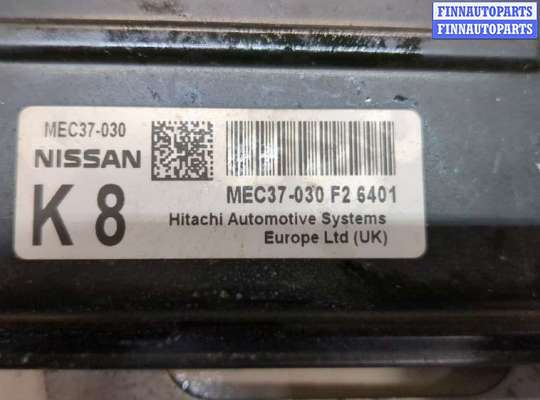 FINNAUTOPARTS
FINNAUTOPARTS
MEC37-030
NISSAN
K 8
MEC37-030 F2 6401
Hitachi Automotive Systems
Europe Ltd (UK)